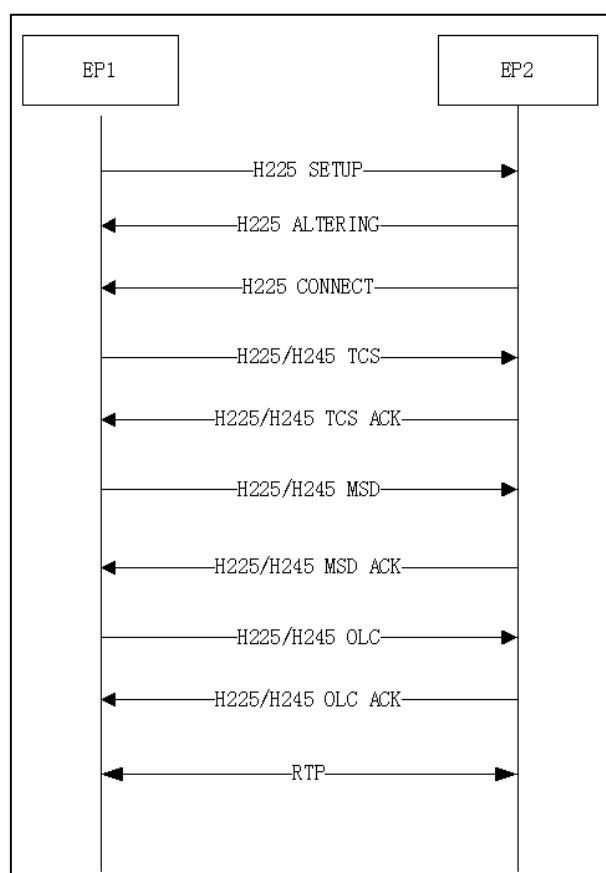 EP1 EP2
H225 SETUP
H225 ALTERING
H225 CONNECT
H225/H245 TCS
H225/H245 TCS ACK
H225/H245 MSD
H225/H245 MSD ACK
H225/H245 OLC
H225/H245 OLC ACK
RTP